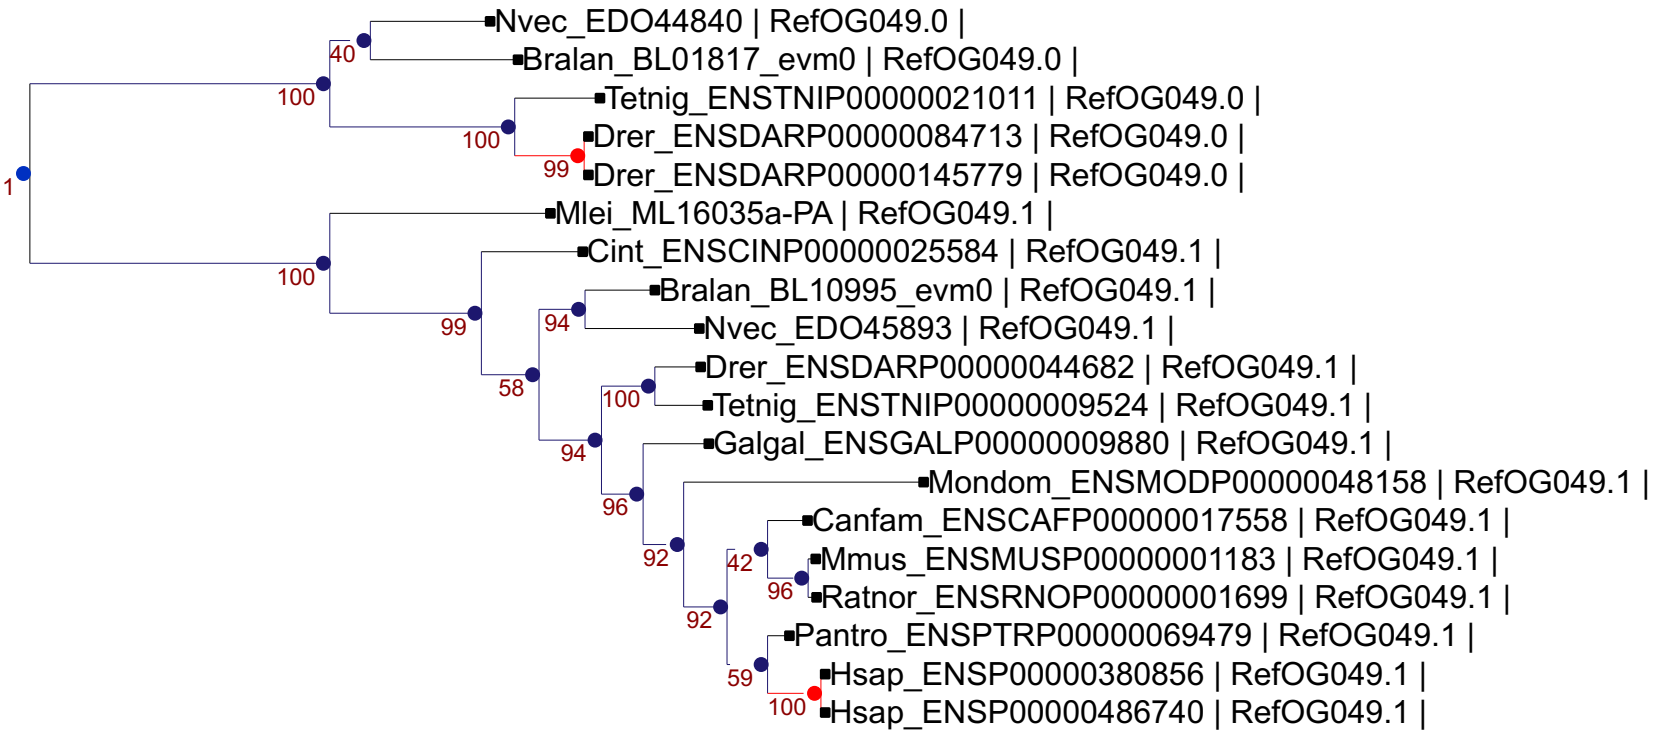 Nvec_EDO44840 | RefOG049.0 |
40
Bralan_BL01817_evm0 | RefOG049.0 |
100
Tetnig_ENSTNIP00000021011 | RefOG049.0 |
100
Drer_ENSDARP00000084713 | RefOG049.0 |
99
Drer_ENSDARP00000145779 | RefOG049.0 |
1
Mlei_ML16035a-PA | RefOG049.1 |
Cint_ENSCINP00000025584 | RefOG049.1 |
100
Bralan_BL10995_evm0 | RefOG049.1 |
94
99
Nvec_EDO45893 | RefOG049.1 |
Drer_ENSDARP00000044682 | RefOG049.1 |
58
100
Tetnig_ENSTNIP00000009524 | RefOG049.1 |
Galgal_ENSGALP00000009880 | RefOG049.1 |
94
Mondom_ENSMODP00000048158 | RefOG049.1 |
96
Canfam_ENSCAFP00000017558 | RefOG049.1 |
92
42
Mmus_ENSMUSP00000001183 | RefOG049.1 |
96
Ratnor_ENSRNOP00000001699 | RefOG049.1 |
92
Pantro_ENSPTRP00000069479 | RefOG049.1 |
59
Hsap_ENSP00000380856 | RefOG049.1 |
100
Hsap_ENSP00000486740 | RefOG049.1 |